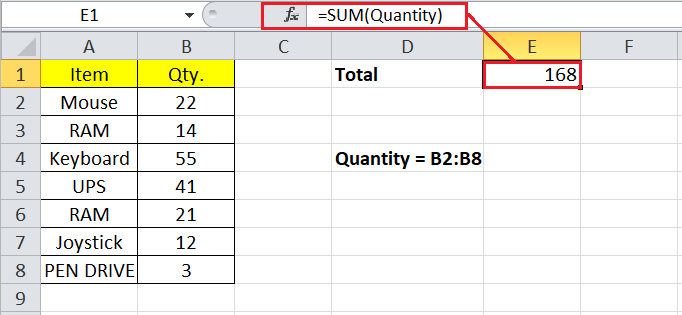 E1 fx =SUM(Quantity)
A B C D E F
1 Item Qty. Total 168
2 Mouse 22
3 RAM 14
4 Keyboard 55 Quantity = B2:B8
5 UPS 41
6 RAM 21
7 Joystick 12
8 PEN DRIVE 3
9